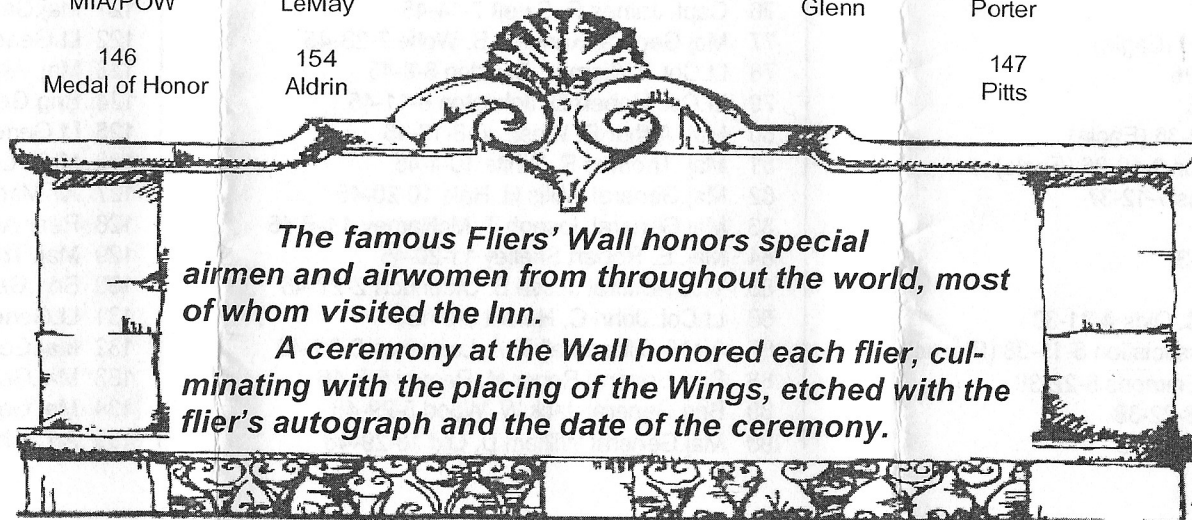 MIA/POW LeMay Glenn Porter
146 154 147
Medal of Honor Aldrin Pitts
The famous Fliers' Wall honors special
airmen and airwomen from throughout the world, most
of whom visited the Inn.
A ceremony at the Wall honored each flier, cul-
minating with the placing of the Wings, etched with the
flier's autograph and the date of the ceremony.